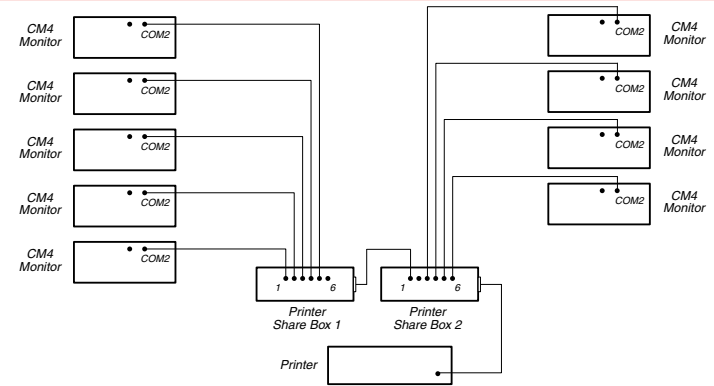 CM4
Monitor
COM2
CM4
Monitor
COM2
CM4
Monitor
COM2
CM4
Monitor
COM2
CM4
Monitor
COM2
COM2
CM4
Monitor
COM2
CM4
Monitor
COM2
CM4
Monitor
COM2
CM4
Monitor
1 6
Printer
Share Box 1
1 6
Printer
Share Box 2
Printer